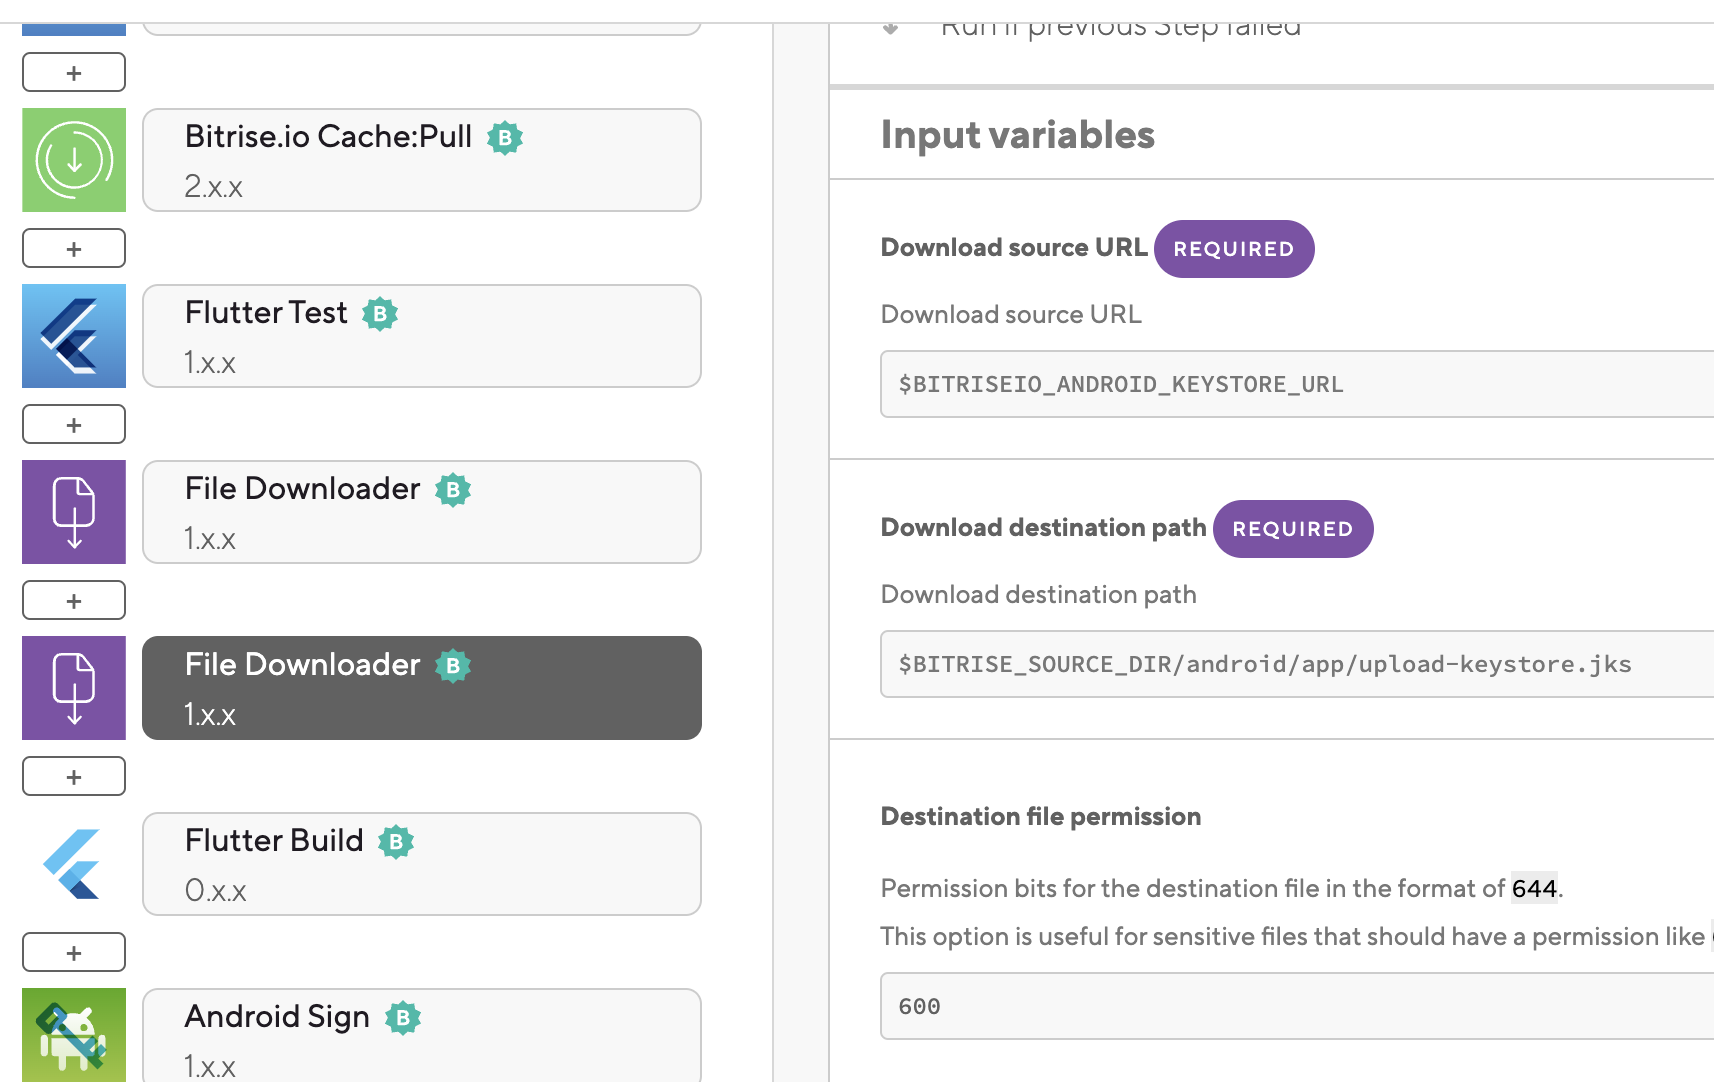 +
Bitrise.io Cache:Pull B
2.x.x
+
Flutter Test B
1.x.x
+
File Downloader B
1.x.x
+
File Downloader B
1.x.x
+
Flutter Build B
0.x.x
+
Android Sign B
1.x.x
Run if previous Step failed
Input variables
Download source URL REQUIRED
Download source URL
$BITRISEIO_ANDROID_KEYSTORE_URL
Download destination path REQUIRED
Download destination path
$BITRISE_SOURCE_DIR/android/app/upload-keystore.jks
Destination file permission
Permission bits for the destination file in the format of 644.
This option is useful for sensitive files that should have a permission like
600